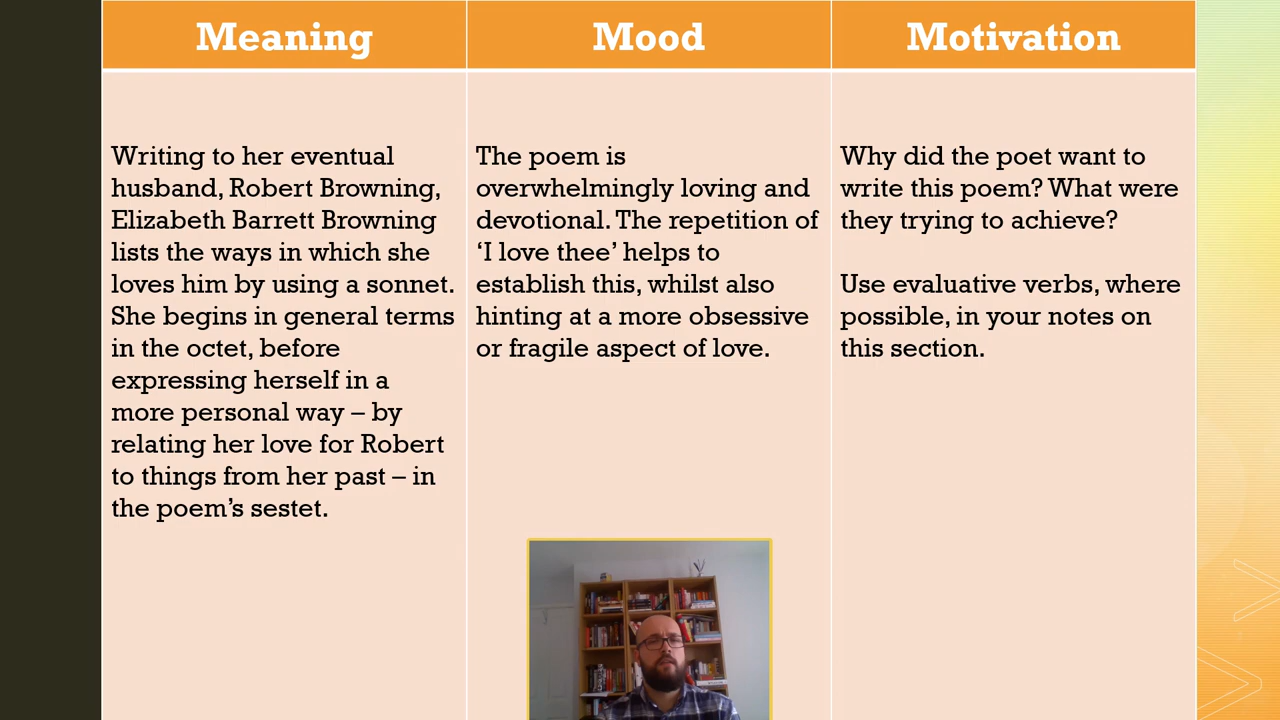 Meaning
Mood
Motivation
Writing to her eventual
husband, Robert Browning,
Elizabeth Barrett Browning
lists the ways in which she
loves him by using a sonnet.
She begins in general terms
in the octet, before
expressing herself in a
more personal way – by
relating her love for Robert
to things from her past – in
the poem’s sestet.
The poem is
overwhelmingly loving and
devotional. The repetition of
‘I love thee’ helps to
establish this, whilst also
hinting at a more obsessive
or fragile aspect of love.
Why did the poet want to
write this poem? What were
they trying to achieve?
Use evaluative verbs, where
possible, in your notes on
this section.